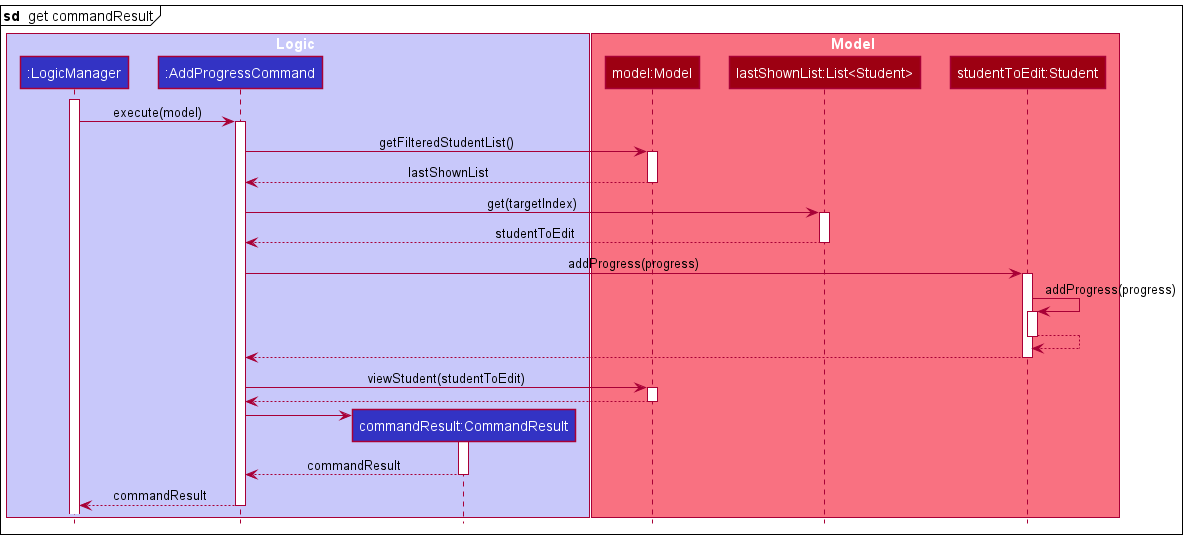 sd get commandResult
Logic
Model
:LogicManager
:AddProgressCommand
model:Model
lastShownList:List<Student>
studentToEdit:Student
execute(model)
getFilteredStudentList()
lastShownList
get(targetIndex)
studentToEdit
addProgress(progress)
addProgress(progress)
viewStudent(studentToEdit)
commandResult:CommandResult
commandResult
commandResult